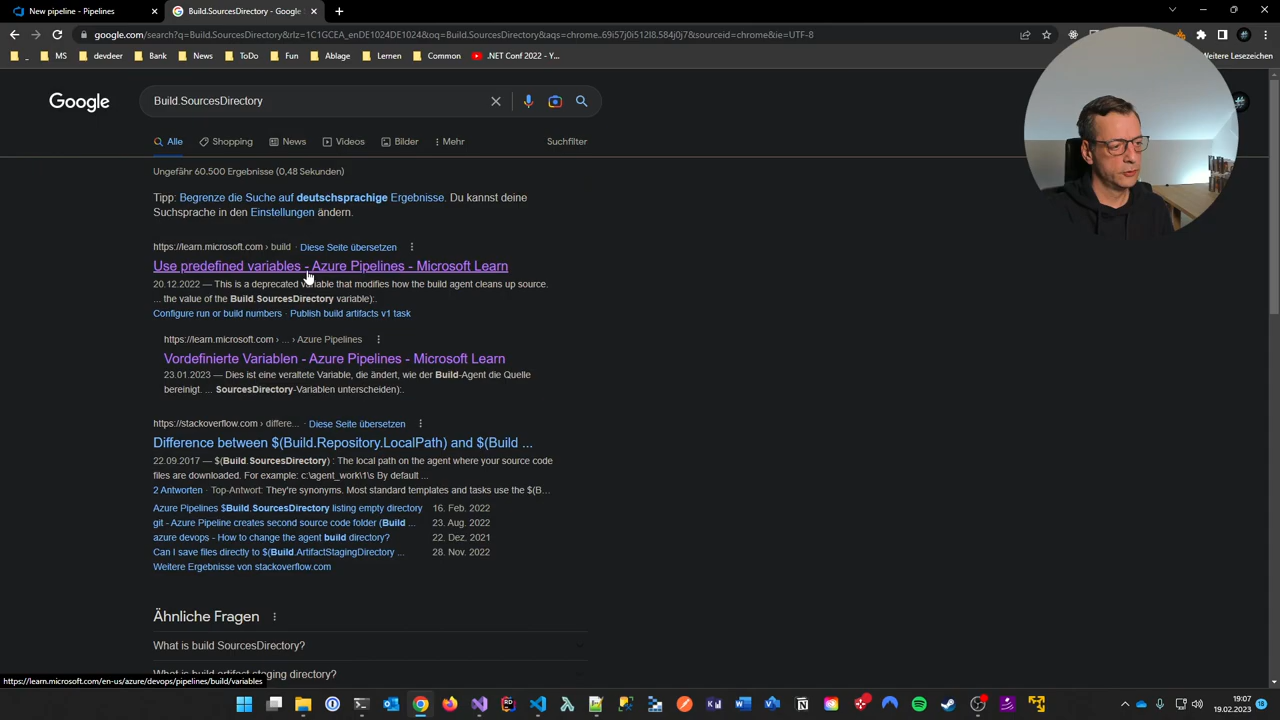 New pipeline - Pipelines
Build.SourcesDirectory - Google
google.com/search?q=Build.SourcesDirectory&rlz=1C1GCEA_enDE1024DE1024&oq=Build.SourcesDirectory&aqs=chrome..69i57j0i512l8.584j0j7&sourceid=chrome&ie=UTF-8
MS
devdeer
Bank
News
ToDo
Fun
Ablage
Lernen
Common
.NET Conf 2022 - Y...
Weitere Lesezeichen
Google
Build.SourcesDirectory
Alle
Shopping
News
Videos
Bilder
Mehr
Suchfilter
Ungefähr 60.500 Ergebnisse (0,48 Sekunden)
Tipp: Begrenze die Suche auf deutschsprachige Ergebnisse. Du kannst deine
Suchsprache in den Einstellungen ändern.
https://learn.microsoft.com › build · Diese Seite übersetzen
Use predefined variables - Azure Pipelines - Microsoft Learn
20.12.2022 — This is a deprecated variable that modifies how the build agent cleans up source.
... the value of the Build.SourcesDirectory variable):.
Configure run or build numbers · Publish build artifacts v1 task
https://learn.microsoft.com › ... › Azure Pipelines
Vordefinierte Variablen - Azure Pipelines - Microsoft Learn
23.01.2023 — Dies ist eine veraltete Variable, die ändert, wie der Build-Agent die Quelle
bereinigt. ... SourcesDirectory-Variablen unterscheiden):.
https://stackoverflow.com › differe... · Diese Seite übersetzen
Difference between $(Build.Repository.LocalPath) and $(Build ...
22.09.2017 — $(Build.SourcesDirectory) : The local path on the agent where your source code
files are downloaded. For example: c:\agent_work\1\s By default ...
2 Antworten · Top-Antwort: They're synonyms. Most standard templates and tasks use the $(B...
Azure Pipelines $Build.SourcesDirectory listing empty directory 16. Feb. 2022
git - Azure Pipeline creates second source code folder (Build ... 23. Aug. 2022
azure devops - How to change the agent build directory? 22. Dez. 2021
Can I save files directly to $(Build.ArtifactStagingDirectory ... 28. Nov. 2022
Weitere Ergebnisse von stackoverflow.com
Ähnliche Fragen
What is build SourcesDirectory?
What is build artifact staging directory?
https://learn.microsoft.com/en-us/azure/devops/pipelines/build/variables
19:07
19.02.2023